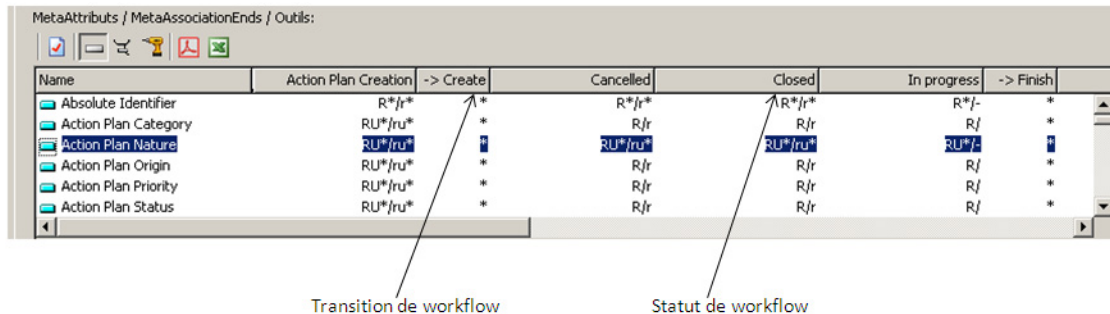 MetaAttributs / MetaAssociationEnds / Outils:
Name Action Plan Creation -> Create Cancelled Closed In progress -> Finish
Absolute Identifier R*/r* * R*/r* R*/r* R*/- *
Action Plan Category RU*/ru* * R/r R/r R/ *
Action Plan Nature RU*/ru* * RU*/ru* RU*/ru* RU*/- *
Action Plan Origin RU*/ru* * R/r R/r R/ *
Action Plan Priority RU*/ru* * R/r R/r R/ *
Action Plan Status RU*/ru* * R/r R/r R/ *
Transition de workflow Statut de workflow